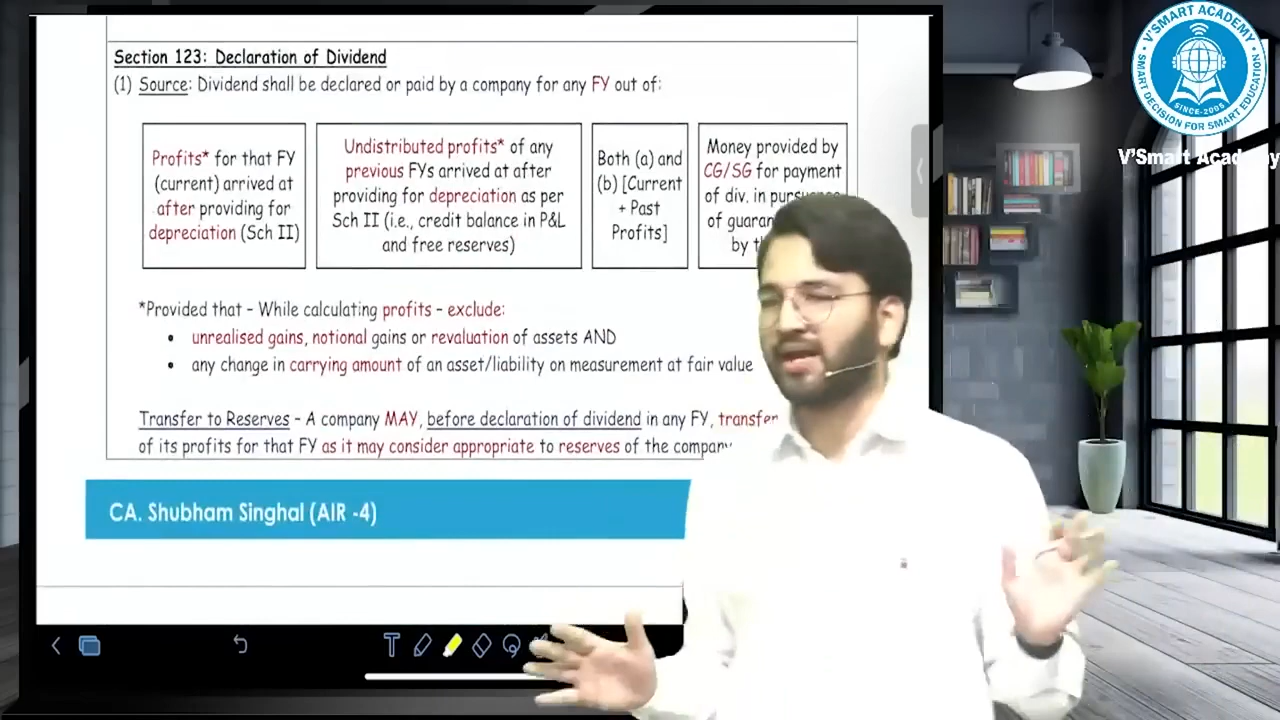 Section 123: Declaration of Dividend
(1) Source: Dividend shall be declared or paid by a company for any FY out of:
Profits* for that FY
(current) arrived at
after providing for
depreciation (Sch II)
Undistributed profits* of any
previous FYs arrived at after
providing for depreciation as per
Sch II (i.e., credit balance in P&L
and free reserves)
Both (a) and
(b) [Current
+ Past
Profits]
Money provided by
CG/SG for payment
of div. in
of
by
*Provided that – While calculating profits – exclude:
• unrealised gains, notional gains or revaluation of assets AND
• any change in carrying amount of an asset/liability on measurement at fair value
Transfer to Reserves – A company MAY, before declaration of dividend in any FY, transfer
of its profits for that FY as it may consider appropriate to reserves of the company
CA. Shubham Singhal (AIR -4)
V'SMART ACADEMY
SINCE-2005
SMART DECISION FOR SMART EDUCATION
V'Smart Academy